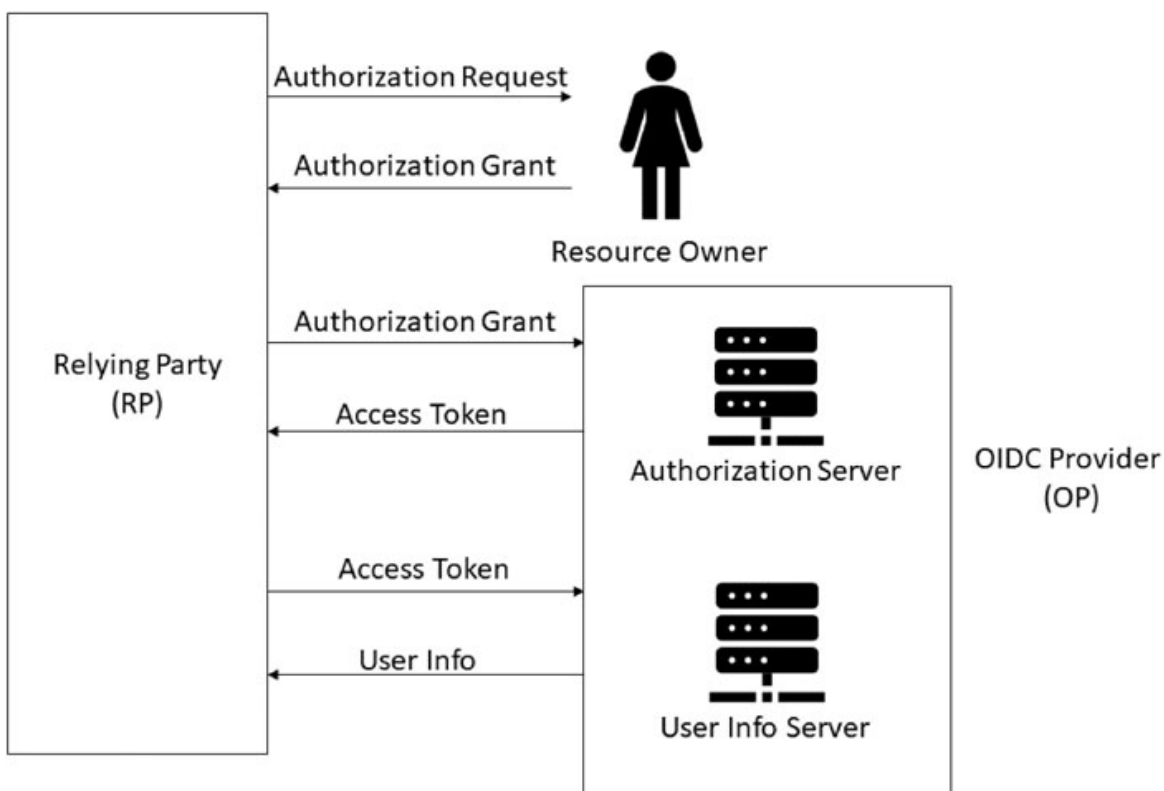 Authorization Request
Authorization Grant
Resource Owner
Authorization Grant
Relying Party
(RP)
Access Token
Authorization Server
OIDC Provider
(OP)
Access Token
User Info
User Info Server